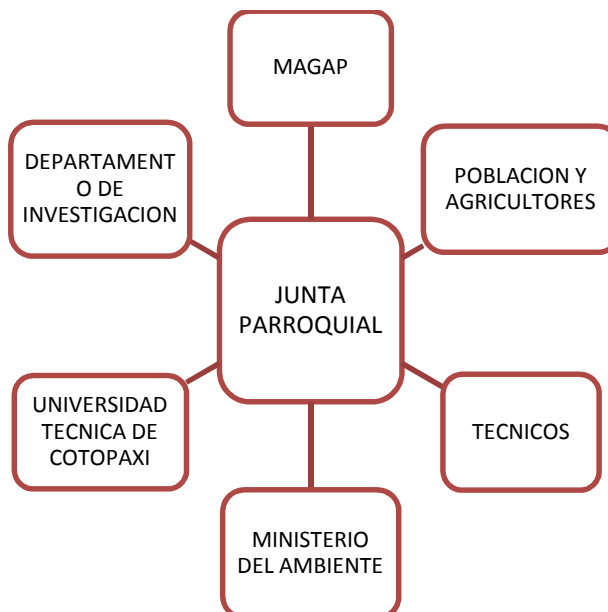 MAGAP
DEPARTAMENT
O DE
INVESTIGACION
POBLACION Y
AGRICULTORES
JUNTA
PARROQUIAL
UNIVERSIDAD
TECNICA DE
COTOPAXI
TECNICOS
MINISTERIO
DEL AMBIENTE